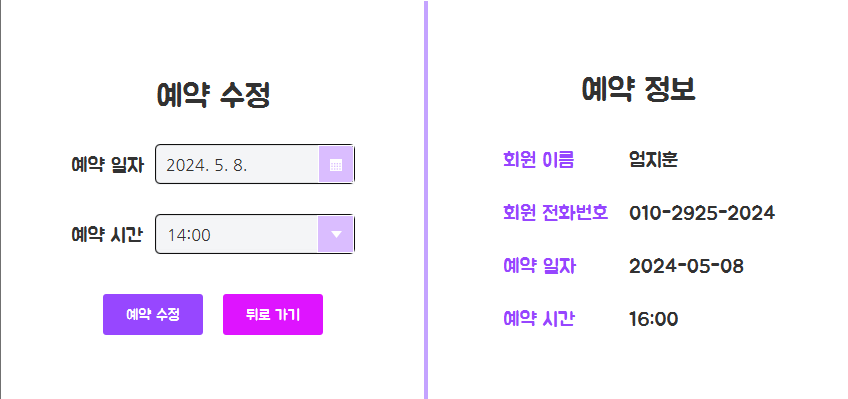 예약 수정
예약 일자 2024. 5. 8.
예약 시간 14:00
예약 수정 뒤로 가기
예약 정보
회원 이름 엄지훈
회원 전화번호 010-2925-2024
예약 일자 2024-05-08
예약 시간 16:00